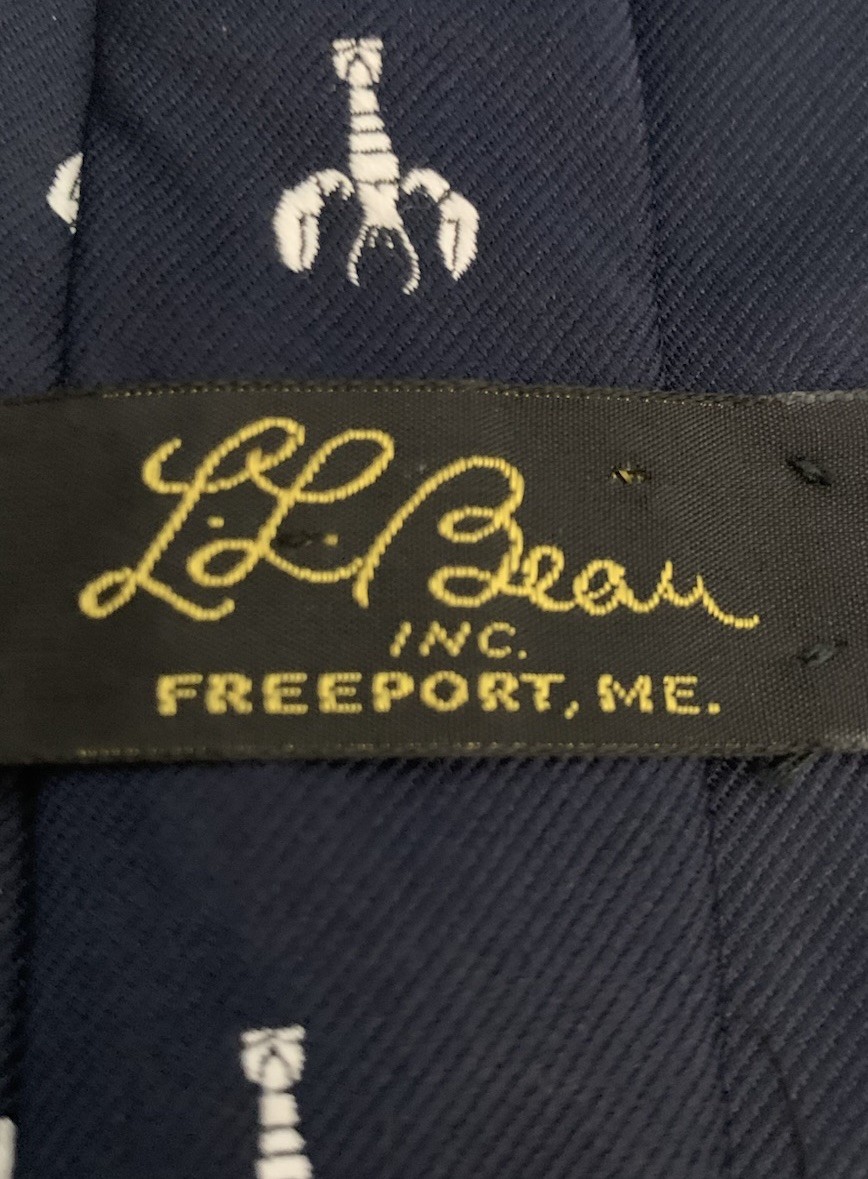 L.L. Bean
INC.
FREEPORT, ME.